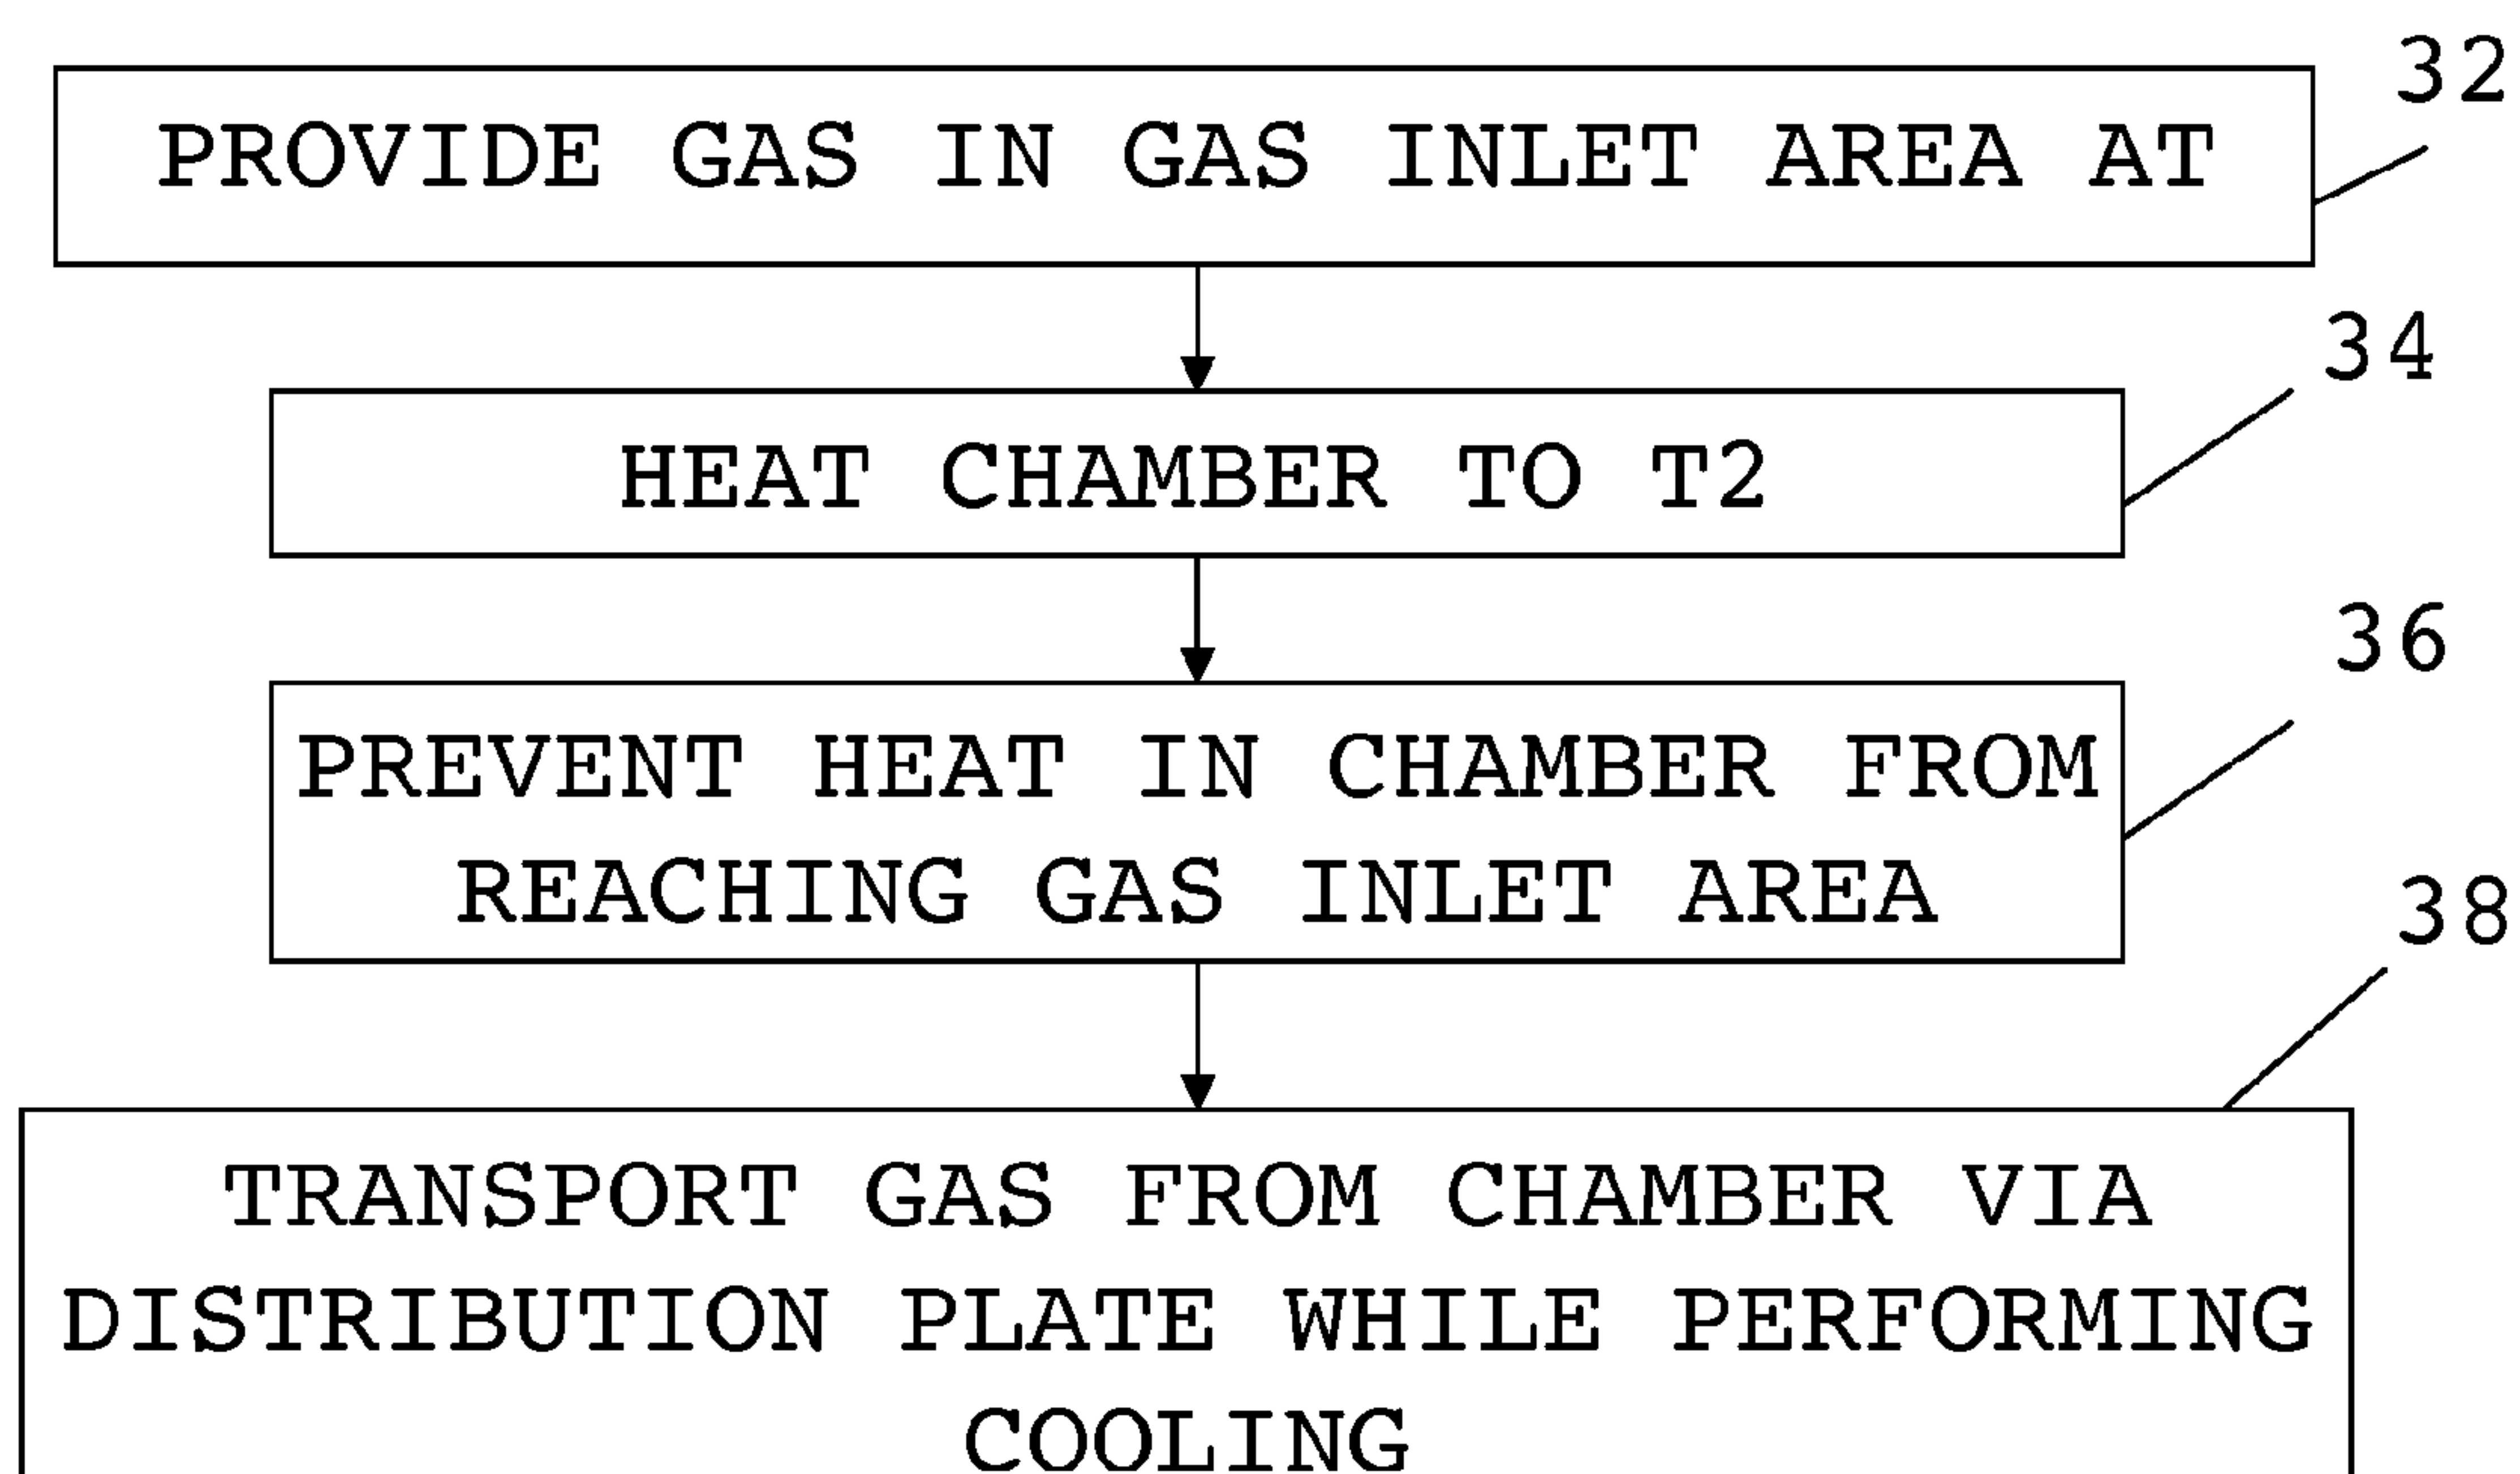 32
PROVIDE GAS IN GAS INLET AREA AT
34
HEAT CHAMBER TO T2
36
PREVENT HEAT IN CHAMBER FROM
REACHING GAS INLET AREA
38
TRANSPORT GAS FROM CHAMBER VIA
DISTRIBUTION PLATE WHILE PERFORMING
COOLING